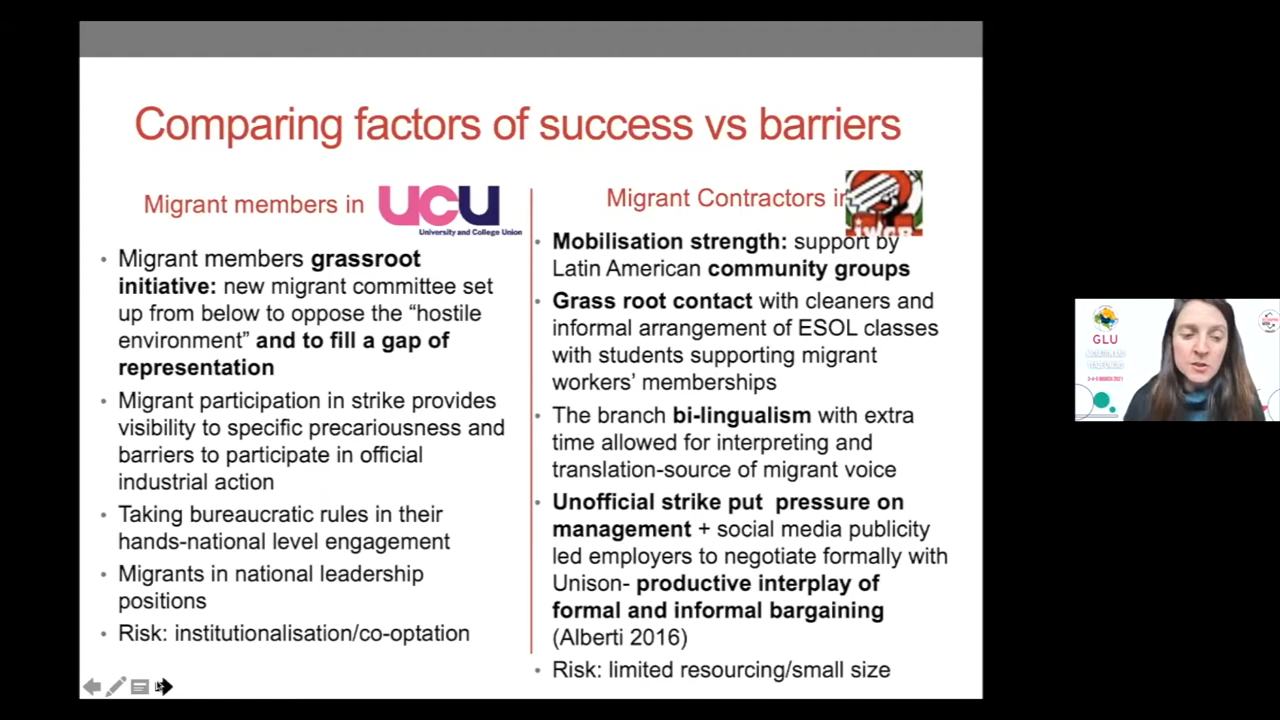 Comparing factors of success vs barriers
Migrant members in
UCU
University and College Union
Migrant members grassroot
initiative: new migrant committee set
up from below to oppose the “hostile
environment” and to fill a gap of
representation
Migrant participation in strike provides
visibility to specific precariousness and
barriers to participate in official
industrial action
Taking bureaucratic rules in their
hands-national level engagement
Migrants in national leadership
positions
Risk: institutionalisation/co-optation
Migrant Contractors in
Mobilisation strength: support by
Latin American community groups
Grass root contact with cleaners and
informal arrangement of ESOL classes
with students supporting migrant
workers’ memberships
The branch bi-lingualism with extra
time allowed for interpreting and
translation-source of migrant voice
Unofficial strike put pressure on
management + social media publicity
led employers to negotiate formally with
Unison- productive interplay of
formal and informal bargaining
(Alberti 2016)
Risk: limited resourcing/small size
GLU